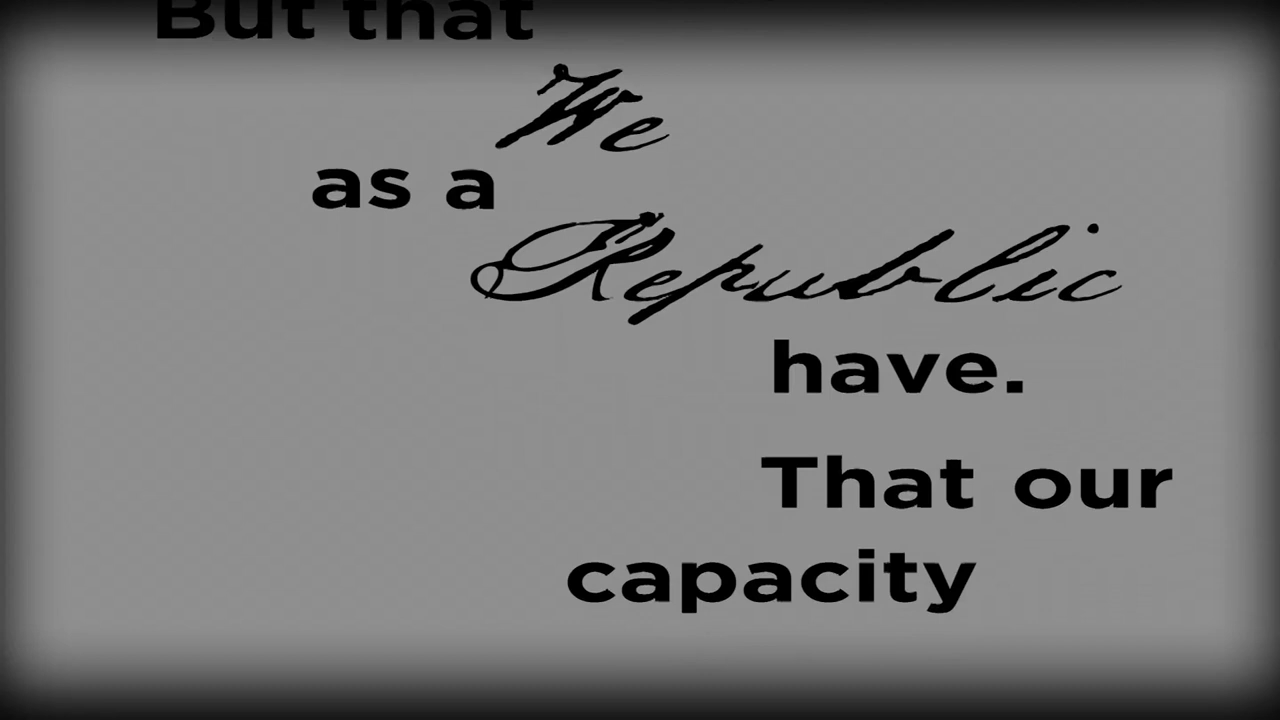 But that
We
as a
Republic
have.
That our
capacity